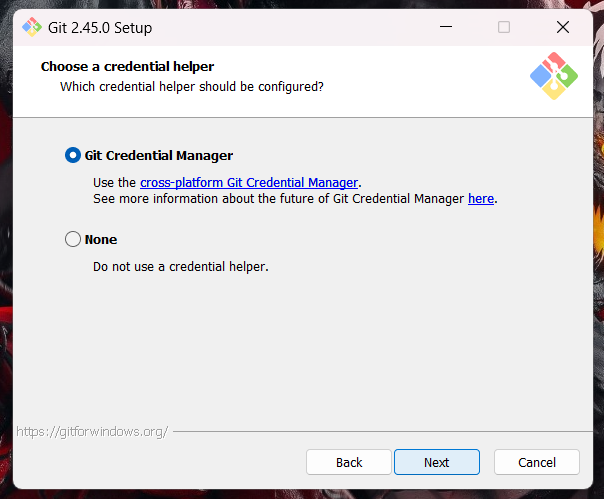 Git 2.45.0 Setup
Choose a credential helper
Which credential helper should be configured?
Git Credential Manager
Use the cross-platform Git Credential Manager.
See more information about the future of Git Credential Manager here.
None
Do not use a credential helper.
https://gitforwindows.org/
Back Next Cancel